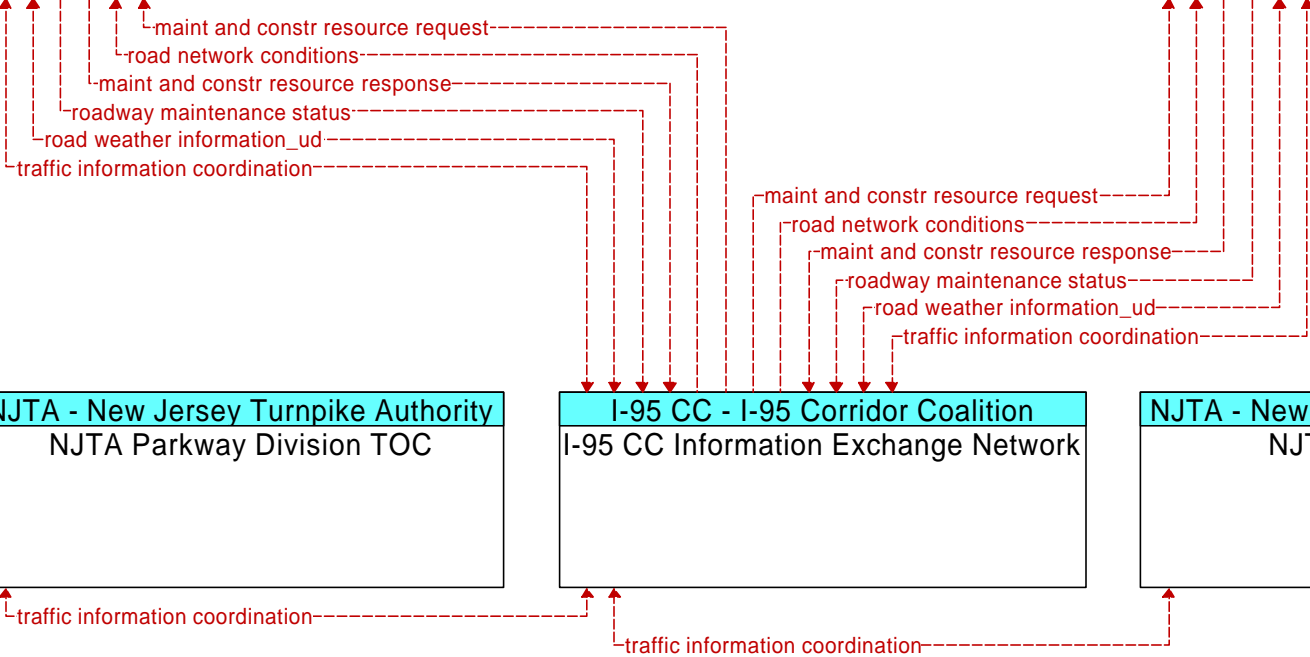 maint and constr resource request
road network conditions
maint and constr resource response
roadway maintenance status
road weather information_ud
traffic information coordination
maint and constr resource request
road network conditions
maint and constr resource response
roadway maintenance status
road weather information_ud
traffic information coordination
NJTA - New Jersey Turnpike Authority
NJTA Parkway Division TOC
I-95 CC - I-95 Corridor Coalition
I-95 CC Information Exchange Network
NJTA - New
traffic information coordination
traffic information coordination